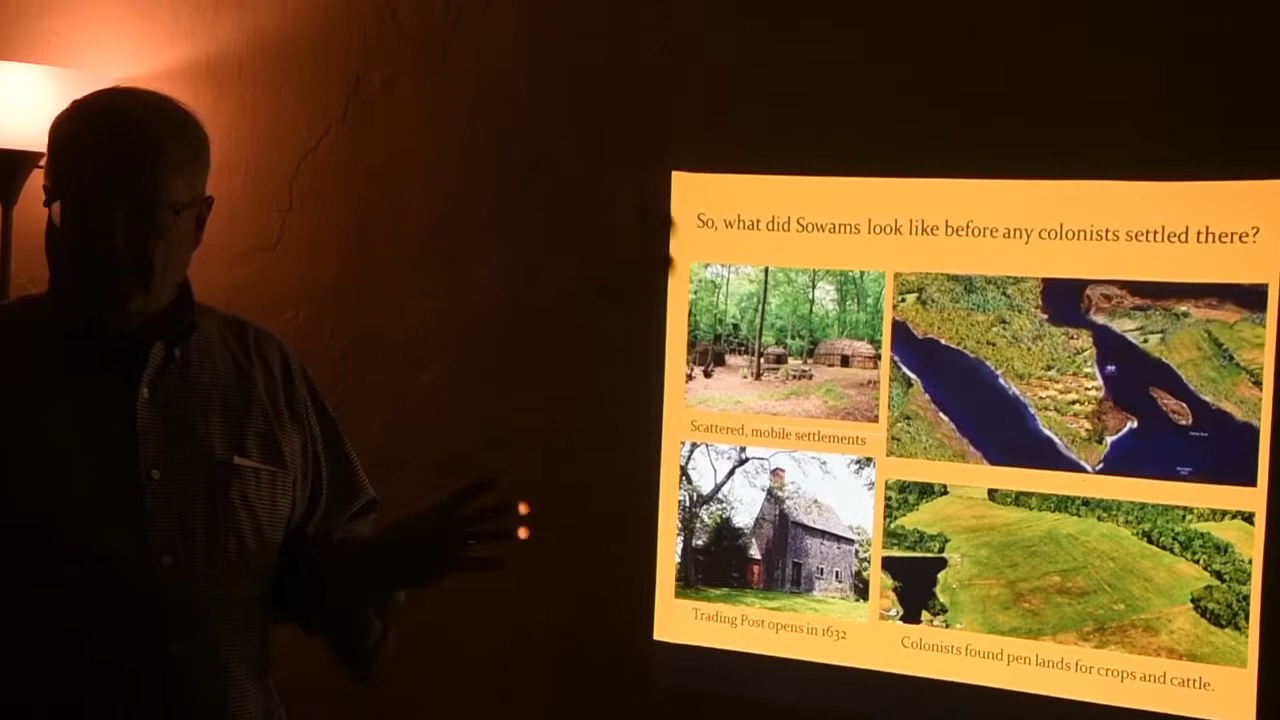 So, what did Sowams look like before any colonists settled there?
Scattered, mobile settlements
Trading Post opens in 1632
Colonists found pen lands for crops and cattle.